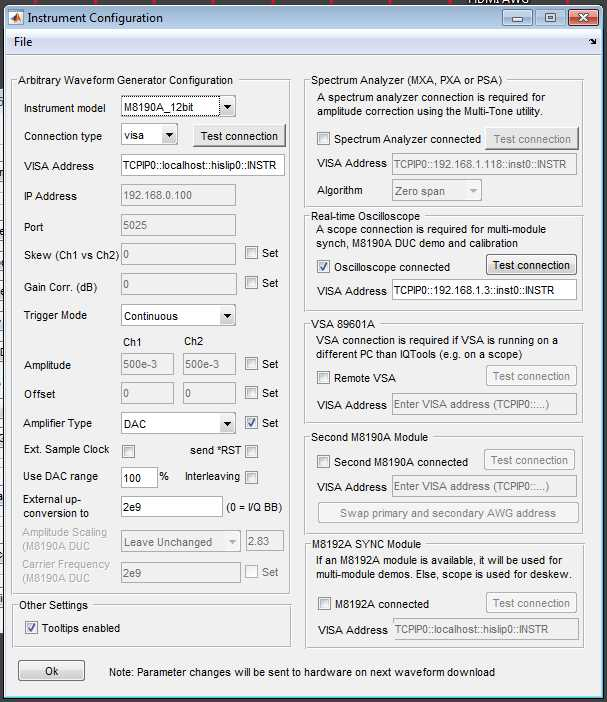 Instrument Configuration
File
Arbitrary Waveform Generator Configuration
Instrument model M8190A_12bit
Connection type visa Test connection
VISA Address TCPIP0::localhost::hislip0::INSTR
IP Address 192.168.0.100
Port 5025
Skew (Ch1 vs Ch2) 0 Set
Gain Corr. (dB) 0 Set
Trigger Mode Continuous
Ch1 Ch2
Amplitude 500e-3 500e-3 Set
Offset 0 0 Set
Amplifier Type DAC Set
Ext. Sample Clock send *RST
Use DAC range 100 % Interleaving
External up-
conversion to 2e9 (0 = I/Q BB)
Amplitude Scaling
(M8190A DUC Leave Unchanged 2.83
Carrier Frequency
(M8190A DUC 2e9 Set
Other Settings
Tooltips enabled
Spectrum Analyzer (MXA, PXA or PSA)
A spectrum analyzer connection is required for
amplitude correction using the Multi-Tone utility.
Spectrum Analyzer connected Test connection
VISA Address TCPIP0::192.168.1.118::inst0::INSTR
Algorithm Zero span
Real-time Oscilloscope
A scope connection is required for multi-module
synch, M8190A DUC demo and calibration
Oscilloscope connected Test connection
VISA Address TCPIP0::192.168.1.3::inst0::INSTR
VSA 89601A
VSA connection is required if VSA is running on a
different PC than IQTools (e.g. on a scope)
Remote VSA Test connection
VISA Address Enter VISA address (TCPIP0::...)
Second M8190A Module
Second M8190A connected Test connection
VISA Address Enter VISA address (TCPIP0::...)
Swap primary and secondary AWG address
M8192A SYNC Module
If an M8192A module is available, it will be used for
multi-module demos. Else, scope is used for deskew.
M8192A connected Test connection
VISA Address TCPIP0::localhost::hislip0::INSTR
Ok Note: Parameter changes will be sent to hardware on next waveform download